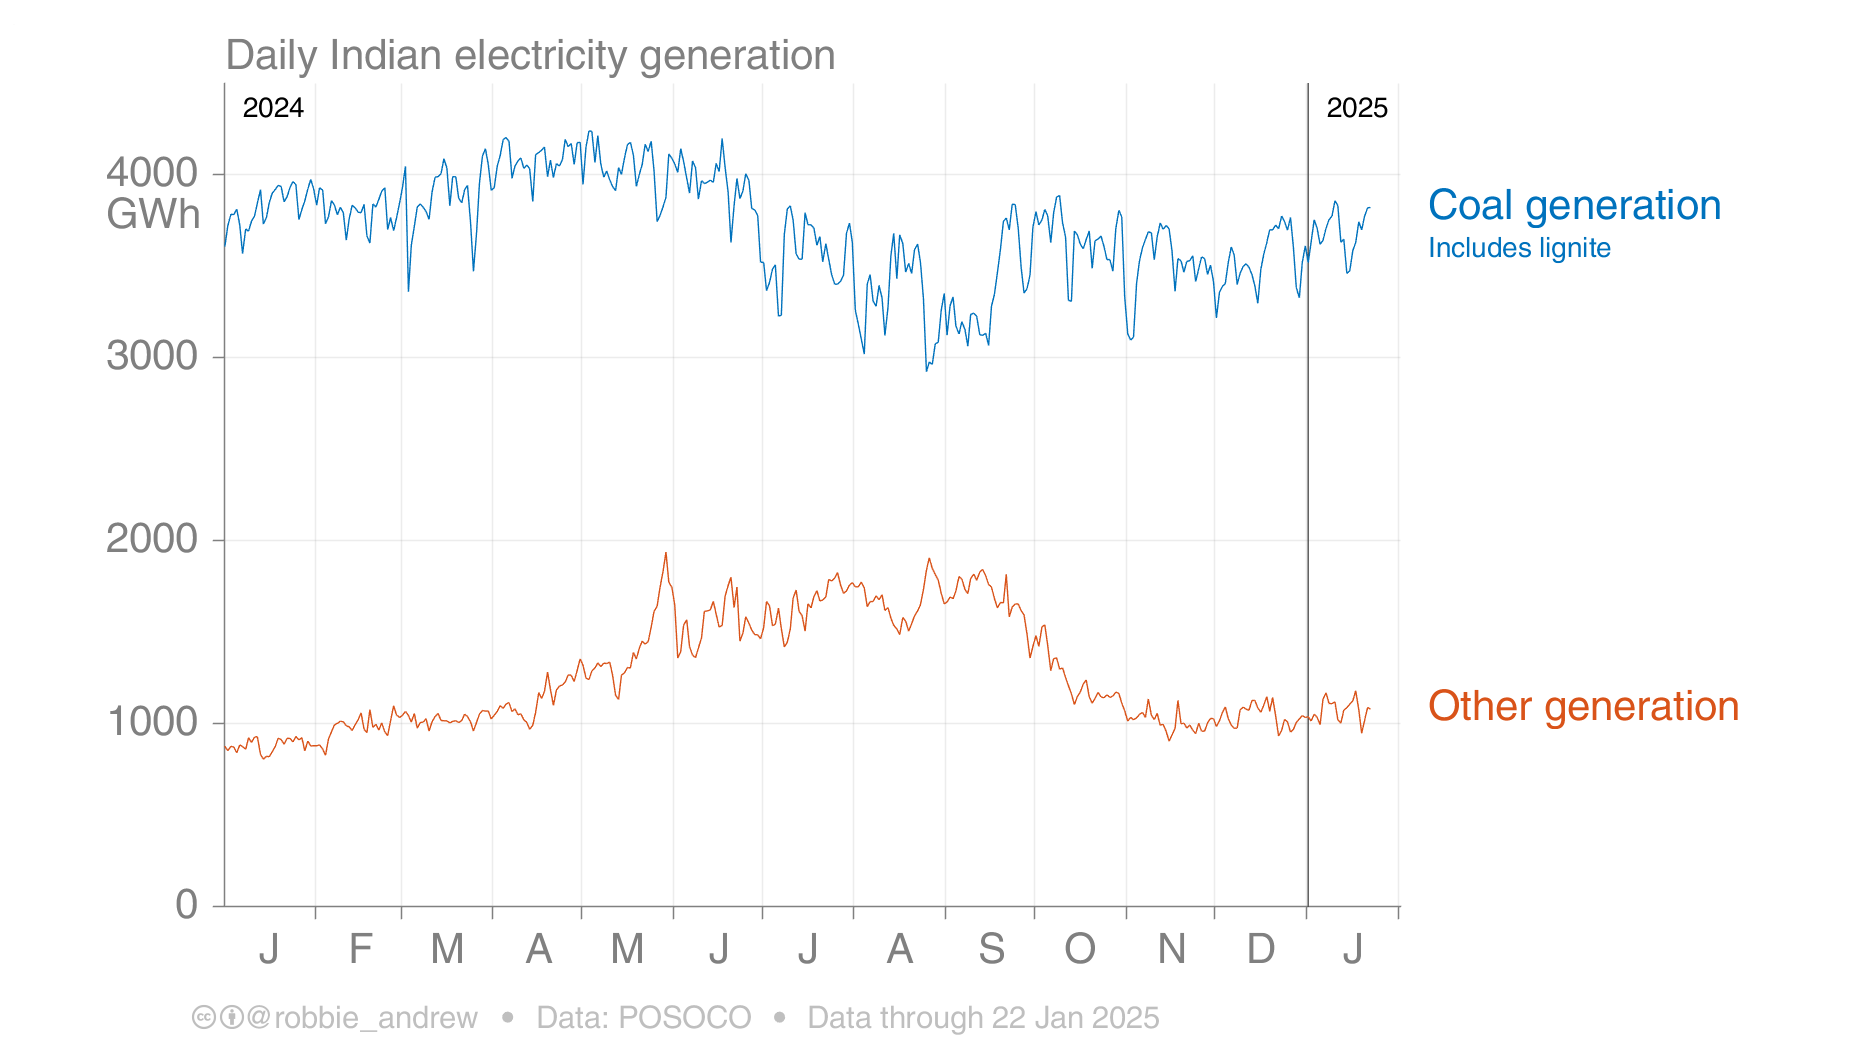 Daily Indian electricity generation
2024
2025
4000
GWh
3000
2000
1000
0
Coal generation
Includes lignite
Other generation
J F M A M J J A S O N D J
@robbie_andrew • Data: POSOCO • Data through 22 Jan 2025